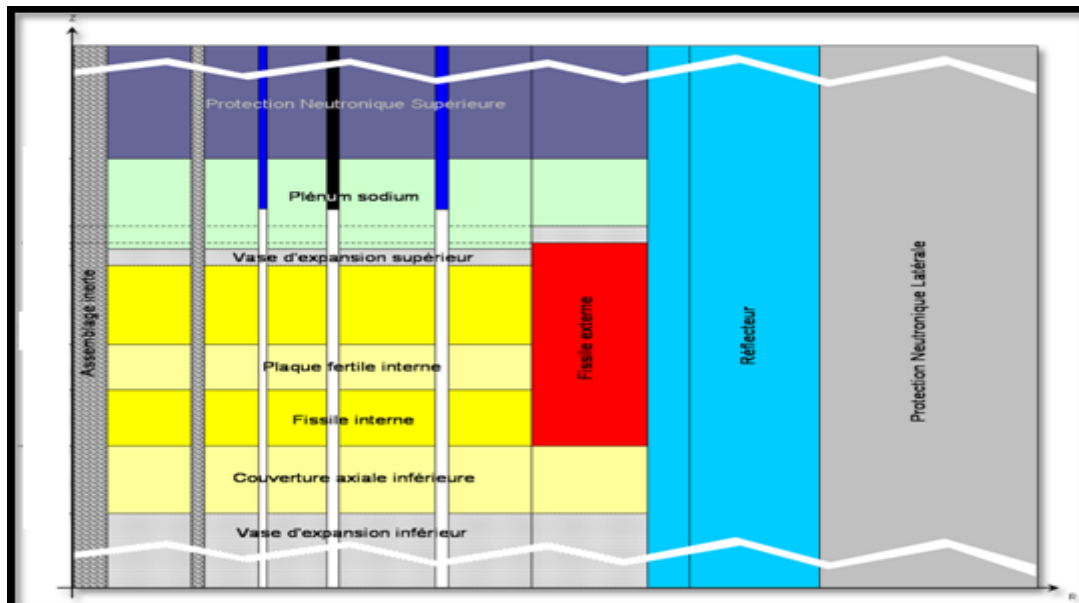 Z
Protection Neutronique Supérieure
Plénum sodium
Vase d'expansion supérieur
Assemblage inerte
Plaque fertile interne
Fissile interne
Couverture axiale inférieure
Vase d'expansion inférieur
Fissile externe
Réflecteur
Protection Neutronique Latérale
R